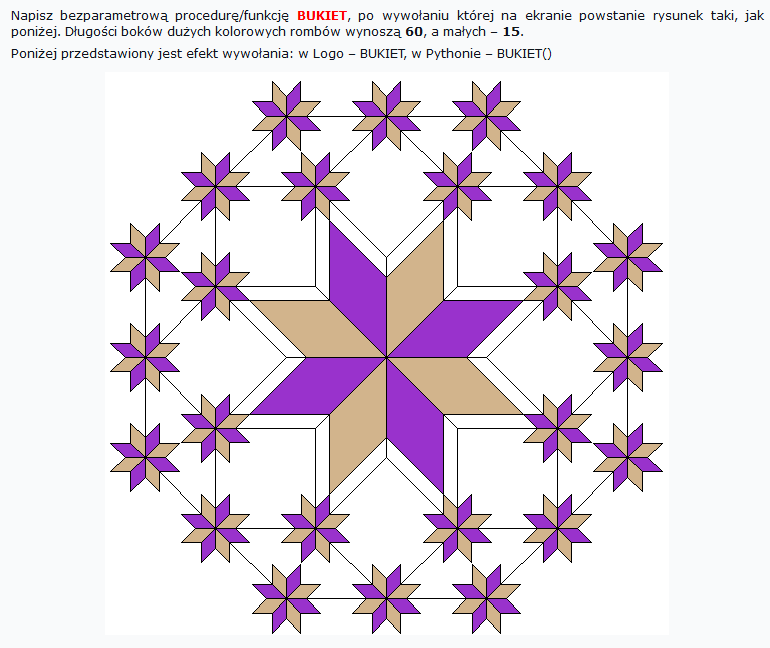 Napisz bezparametrową procedurę/funkcję BUKIET, po wywołaniu której na ekranie powstanie rysunek taki, jak
poniżej. Długości boków dużych kolorowych rombów wynoszą 60, a małych – 15.
Poniżej przedstawiony jest efekt wywołania: w Logo – BUKIET, w Pythonie – BUKIET()